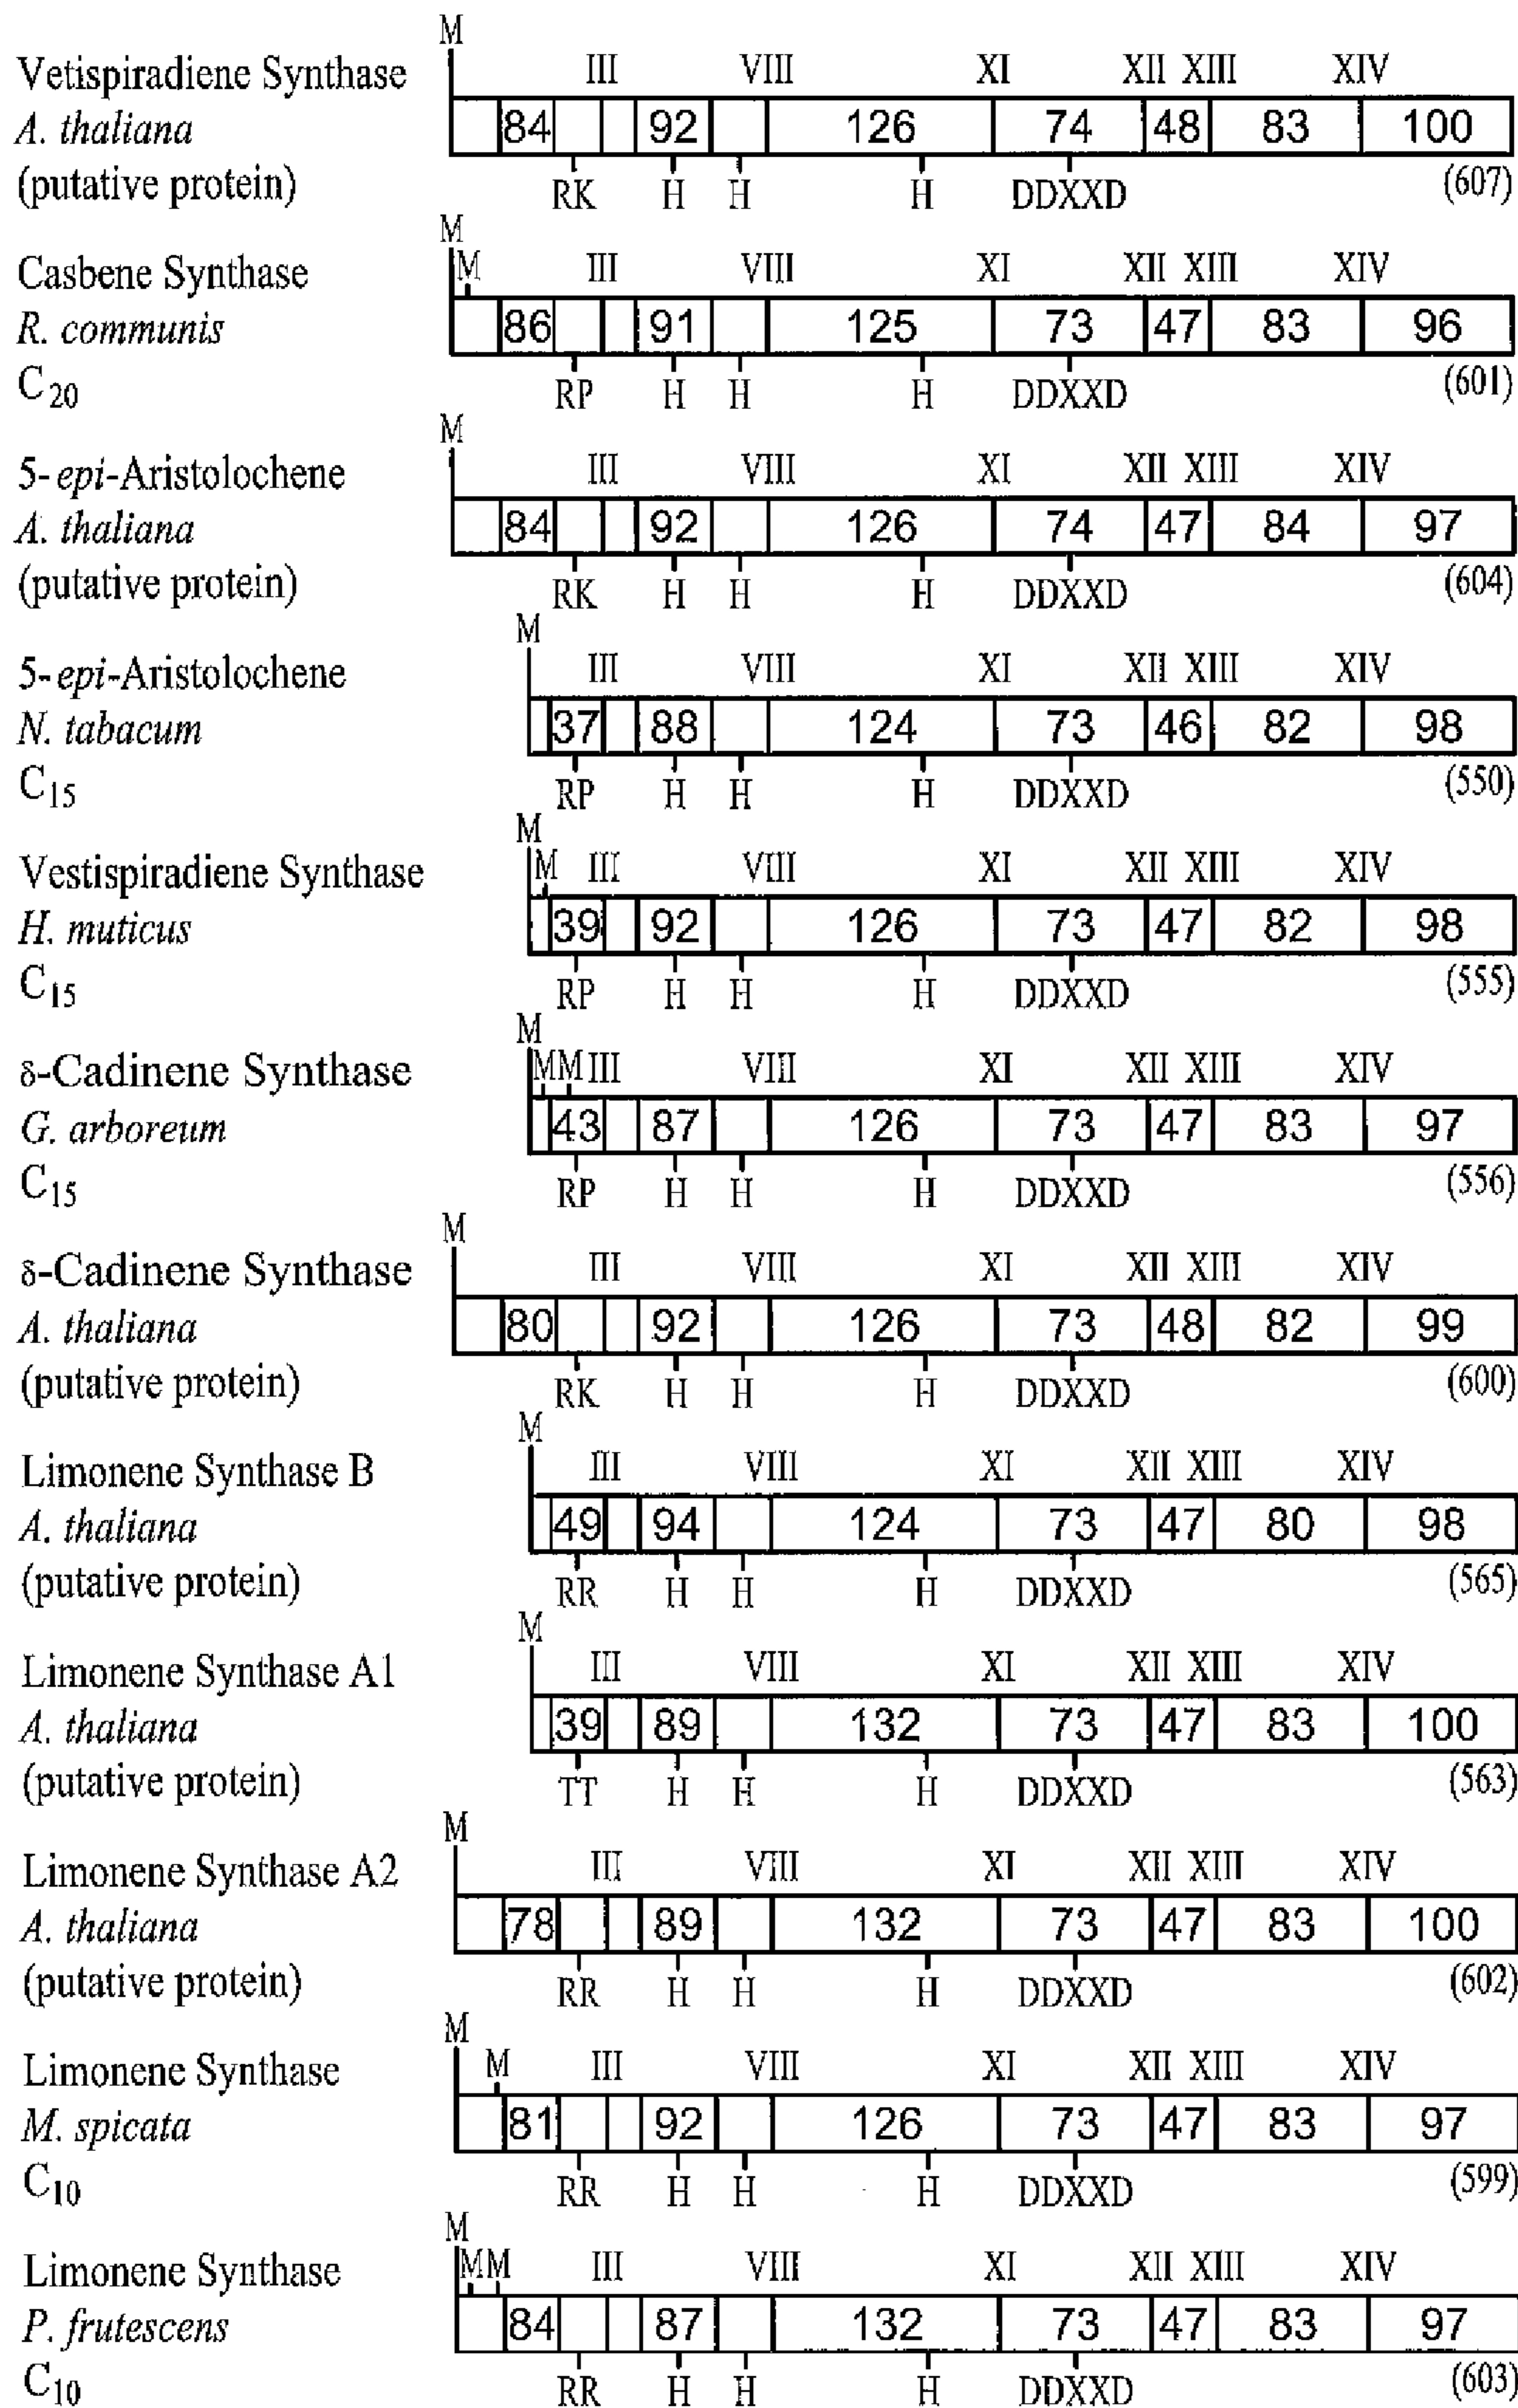 M
Vetispiradiene Synthase III VIII XI XII XIII XIV
A. thaliana 84 92 126 74 48 83 100
(putative protein) RK H H H DDXXD (607)
M
Casbene Synthase M III VIII XI XII XIII XIV
R. communis 86 91 125 73 47 83 96
C20 RP H H H DDXXD (601)
M
5-epi-Aristolochene III VIII XI XII XIII XIV
A. thaliana 84 92 126 74 47 84 97
(putative protein) RK H H H DDXXD (604)
M
5-epi-Aristolochene III VIII XI XII XIII XIV
N. tabacum 37 88 124 73 46 82 98
C15 RP H H H DDXXD (550)
M
Vestispiradiene Synthase M III VIII XI XII XIII XIV
H. muticus 39 92 126 73 47 82 98
C15 RP H H H DDXXD (555)
M
δ-Cadinene Synthase M M III VIII XI XII XIII XIV
G. arboreum 43 87 126 73 47 83 97
C15 RP H H H DDXXD (556)
M
δ-Cadinene Synthase III VIII XI XII XIII XIV
A. thaliana 80 92 126 73 48 82 99
(putative protein) RK H H H DDXXD (600)
M
Limonene Synthase B III VIII XI XII XIII XIV
A. thaliana 49 94 124 73 47 80 98
(putative protein) RR H H H DDXXD (565)
M
Limonene Synthase A1 III VIII XI XII XIII XIV
A. thaliana 39 89 132 73 47 83 100
(putative protein) TT H H H DDXXD (563)
M
Limonene Synthase A2 III VIII XI XII XIII XIV
A. thaliana 78 89 132 73 47 83 100
(putative protein) RR H H H DDXXD (602)
M
Limonene Synthase M III VIII XI XII XIII XIV
M. spicata 81 92 126 73 47 83 97
C10 RR H H H DDXXD (599)
M
Limonene Synthase M M III VIII XI XII XIII XIV
P. frutescens 84 87 132 73 47 83 97
C10 RR H H H DDXXD (603)